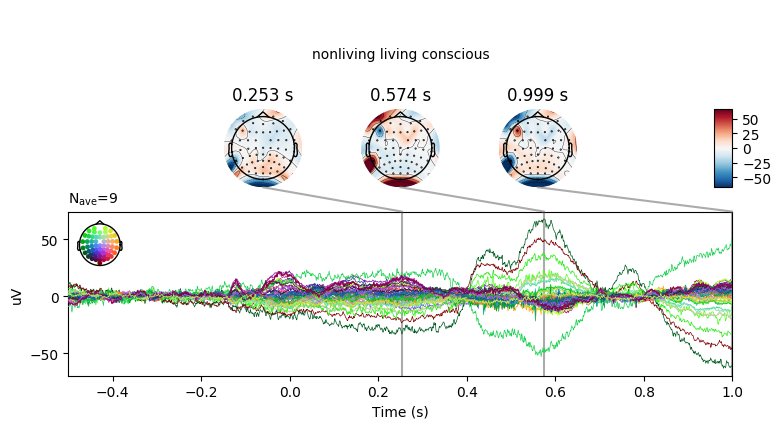 nonliving living conscious
0.253 s 0.574 s 0.999 s
50
25
0
−25
−50
Nave=9
50
0
−50
uV
−0.4 −0.2 0.0 0.2 0.4 0.6 0.8 1.0
Time (s)